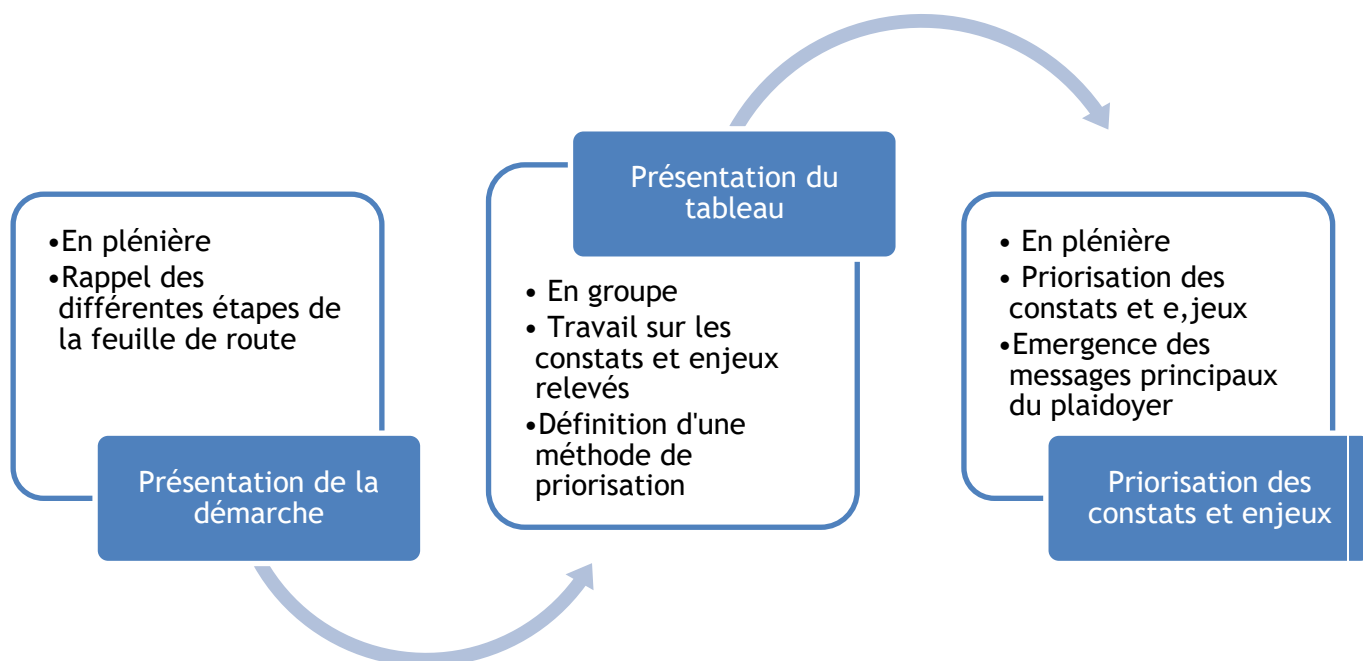 •En plénière
•Rappel des
différentes étapes de
la feuille de route
Présentation de la
démarche
Présentation du
tableau
• En groupe
• Travail sur les
constats et enjeux
relevés
•Définition d'une
méthode de
priorisation
• En plénière
• Priorisation des
constats et e,jeux
•Emergence des
messages principaux
du plaidoyer
Priorisation des
constats et enjeux